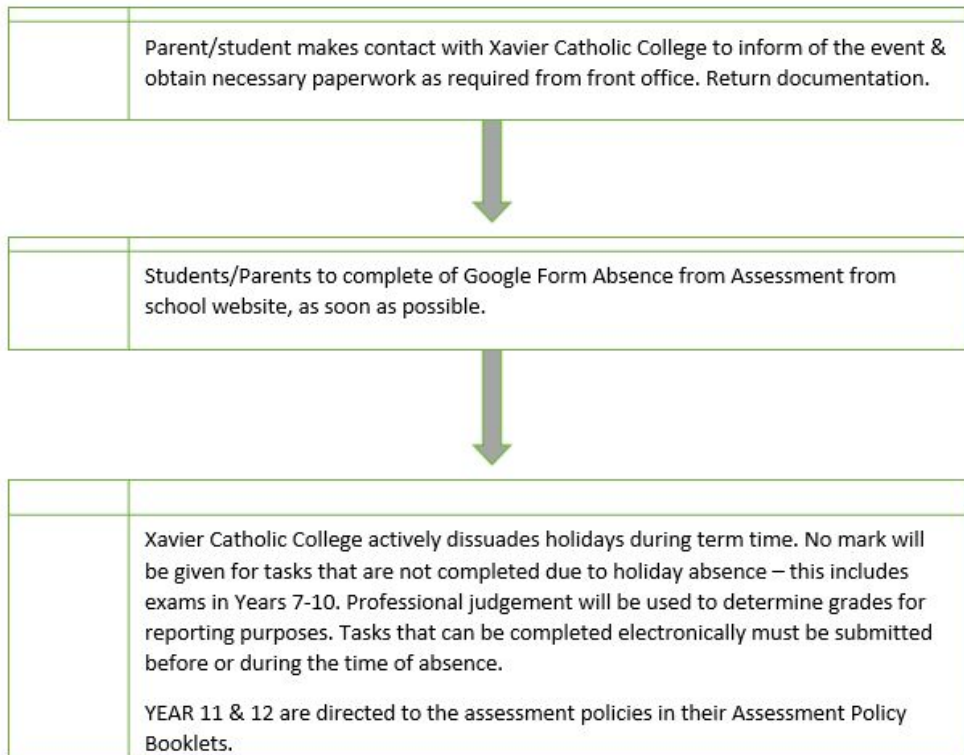 Parent/student makes contact with Xavier Catholic College to inform of the event &
obtain necessary paperwork as required from front office. Return documentation.
Students/Parents to complete of Google Form Absence from Assessment from
school website, as soon as possible.
Xavier Catholic College actively dissuades holidays during term time. No mark will
be given for tasks that are not completed due to holiday absence – this includes
exams in Years 7-10. Professional judgement will be used to determine grades for
reporting purposes. Tasks that can be completed electronically must be submitted
before or during the time of absence.
YEAR 11 & 12 are directed to the assessment policies in their Assessment Policy
Booklets.